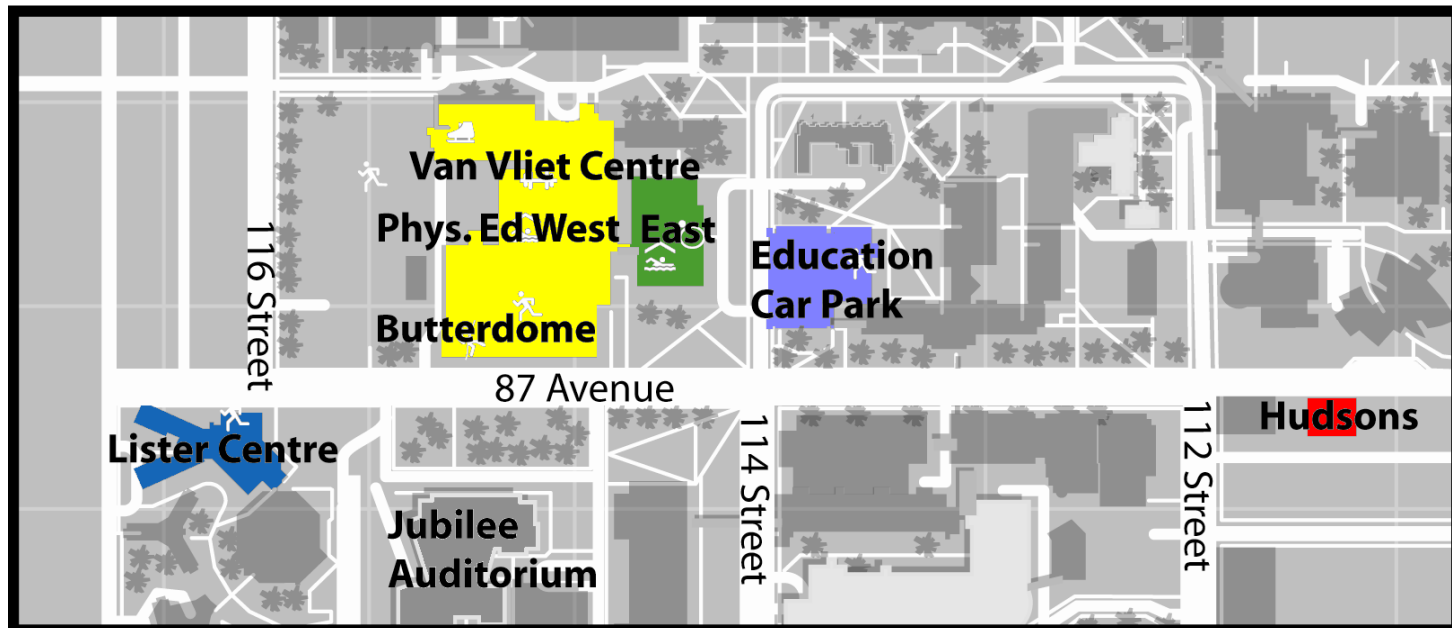 Van Vliet Centre
Phys. Ed West East
116 Street
Education
Car Park
Butterdome
87 Avenue
Hudsons
Lister Centre
114 Street
112 Street
Jubilee
Auditorium